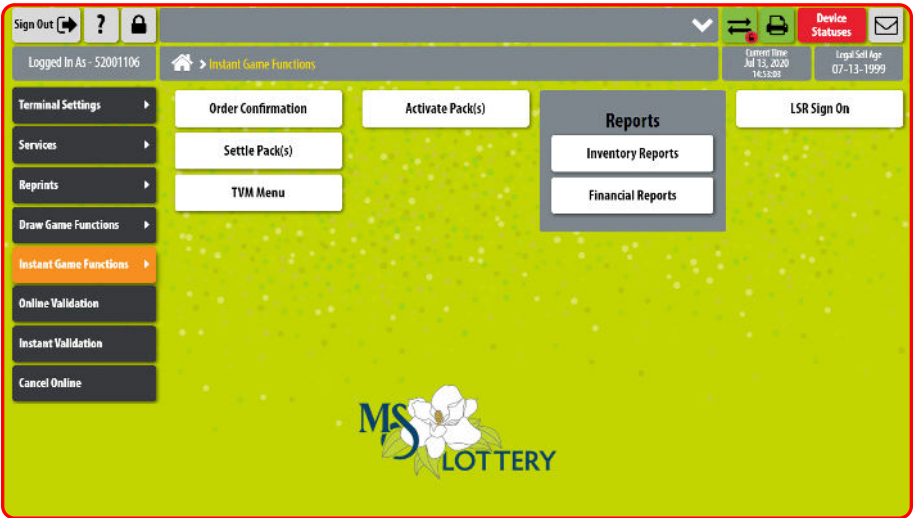 Sign Out
?
Device
Statuses
Logged In As - 52001106
> Instant Game Functions
Current Time
Jul 13, 2020
14:53:03
Legal Sell Age
07-13-1999
Terminal Settings
Services
Reprints
Draw Game Functions
Instant Game Functions
Online Validation
Instant Validation
Cancel Online
Order Confirmation
Settle Pack(s)
TVM Menu
Activate Pack(s)
Reports
Inventory Reports
Financial Reports
LSR Sign On
MS
LOTTERY